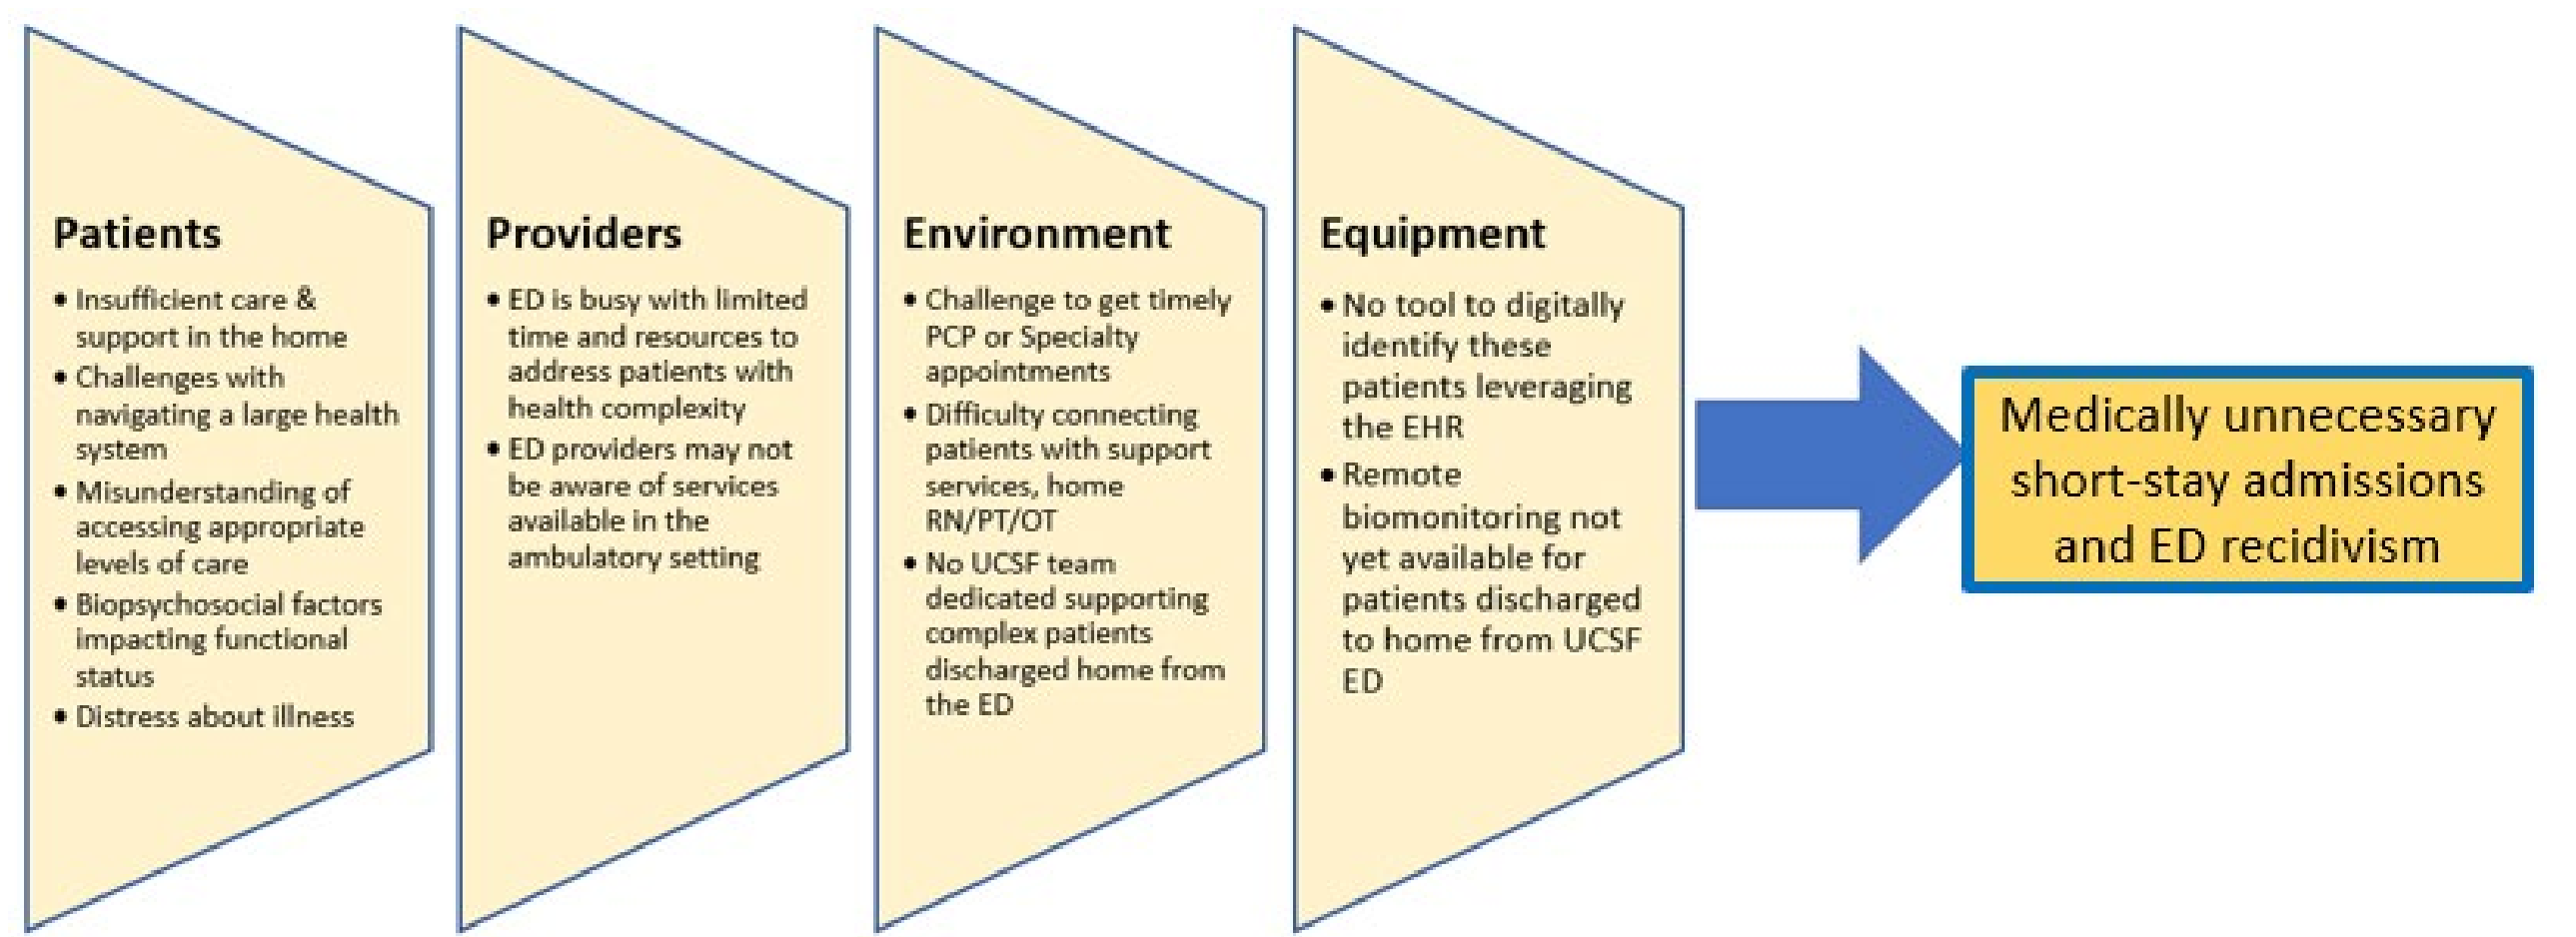 Patients
• Insufficient care &
support in the home
• Challenges with
navigating a large health
system
• Misunderstanding of
accessing appropriate
levels of care
• Biopsychosocial factors
impacting functional
status
• Distress about illness
Providers
• ED is busy with limited
time and resources to
address patients with
health complexity
• ED providers may not
be aware of services
available in the
ambulatory setting
Environment
• Challenge to get timely
PCP or Specialty
appointments
• Difficulty connecting
patients with support
services, home
RN/PT/OT
• No UCSF team
dedicated supporting
complex patients
discharged home from
the ED
Equipment
• No tool to digitally
identify these
patients leveraging
the EHR
• Remote
biomonitoring not
yet available for
patients discharged
to home from UCSF
ED
Medically unnecessary
short-stay admissions
and ED recidivism